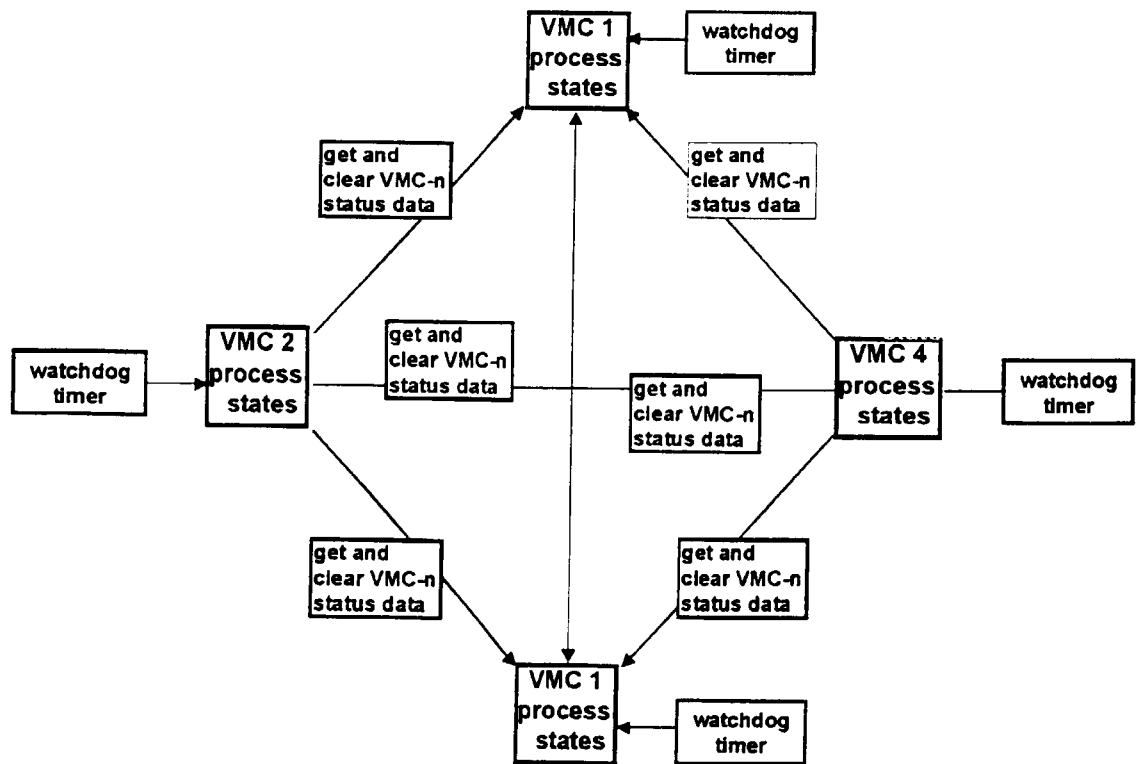 VMC 1
process
states
watchdog
timer
get and
clear VMC-n
status data
get and
clear VMC-n
status data
VMC 2
process
states
watchdog
timer
get and
clear VMC-n
status data
get and
clear VMC-n
status data
VMC 4
process
states
watchdog
timer
get and
clear VMC-n
status data
get and
clear VMC-n
status data
VMC 1
process
states
watchdog
timer